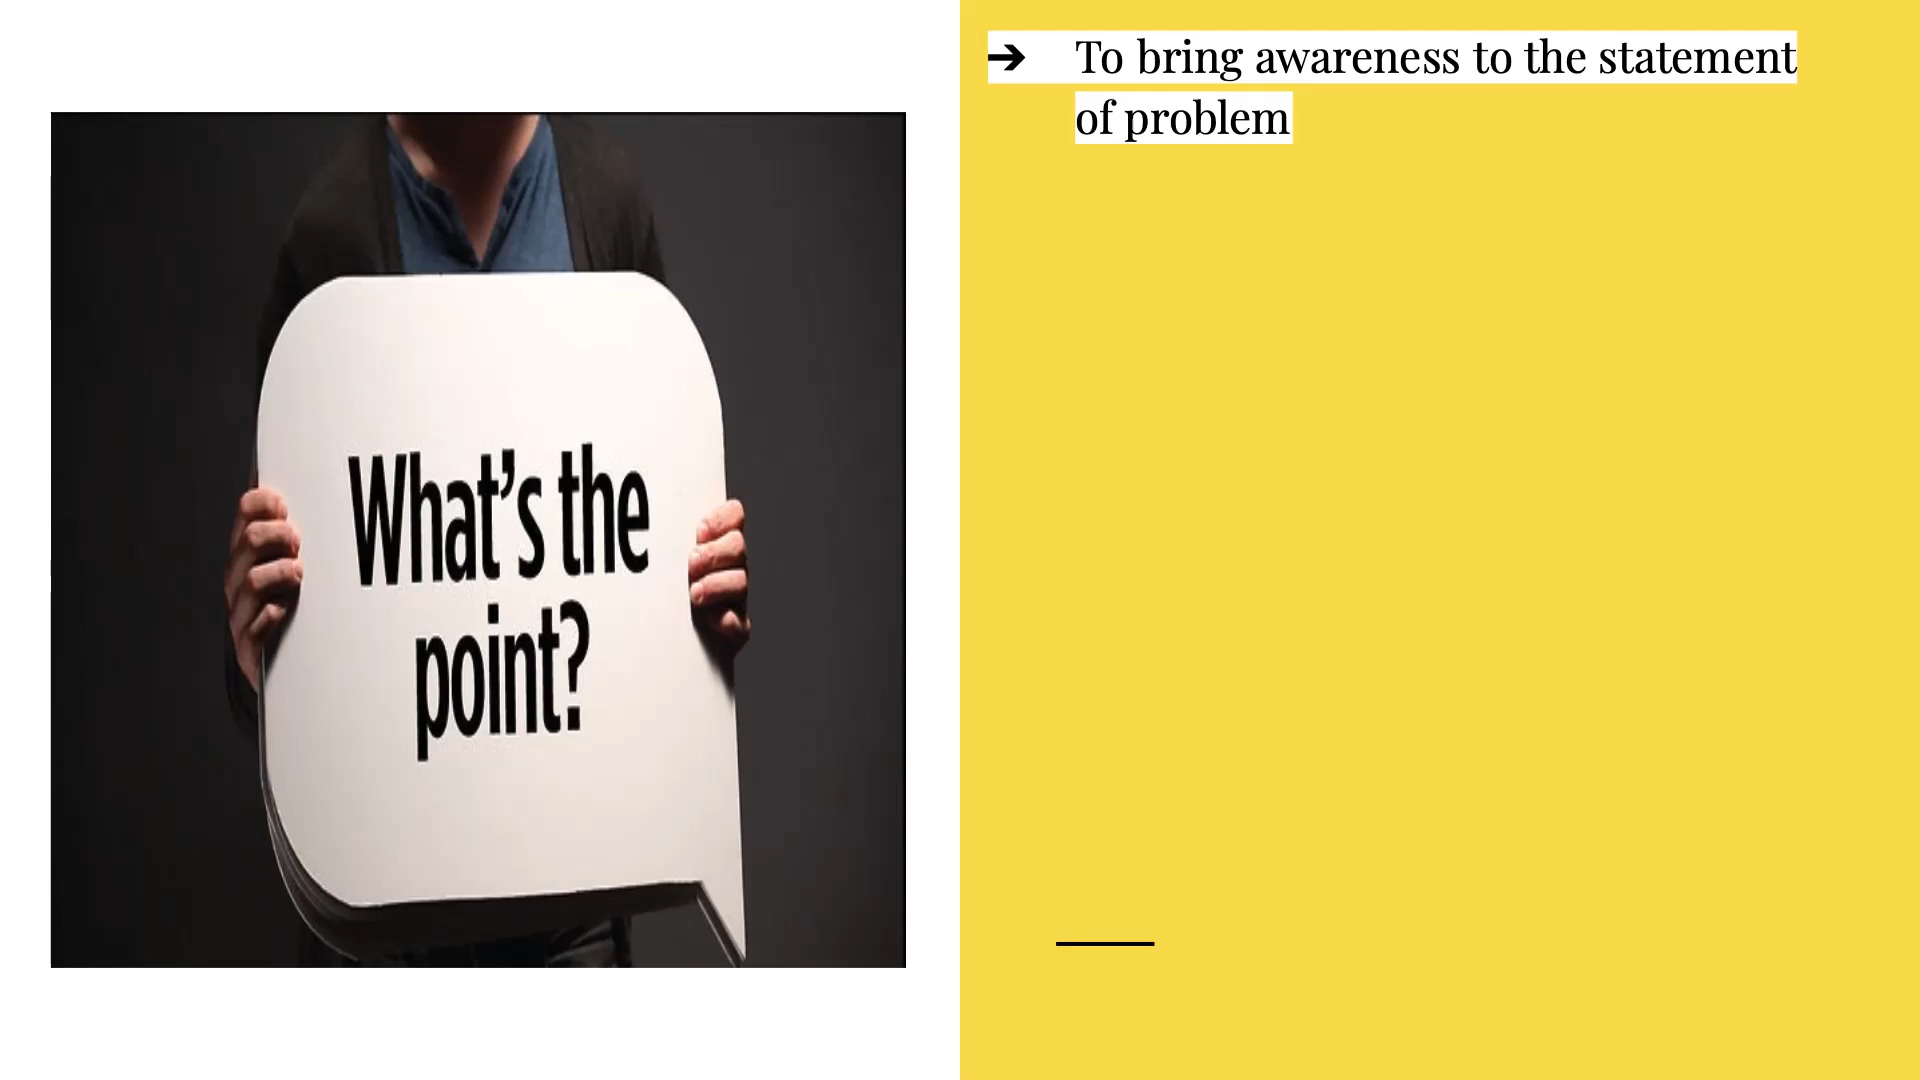 What's the
point?
➔ To bring awareness to the statement
of problem